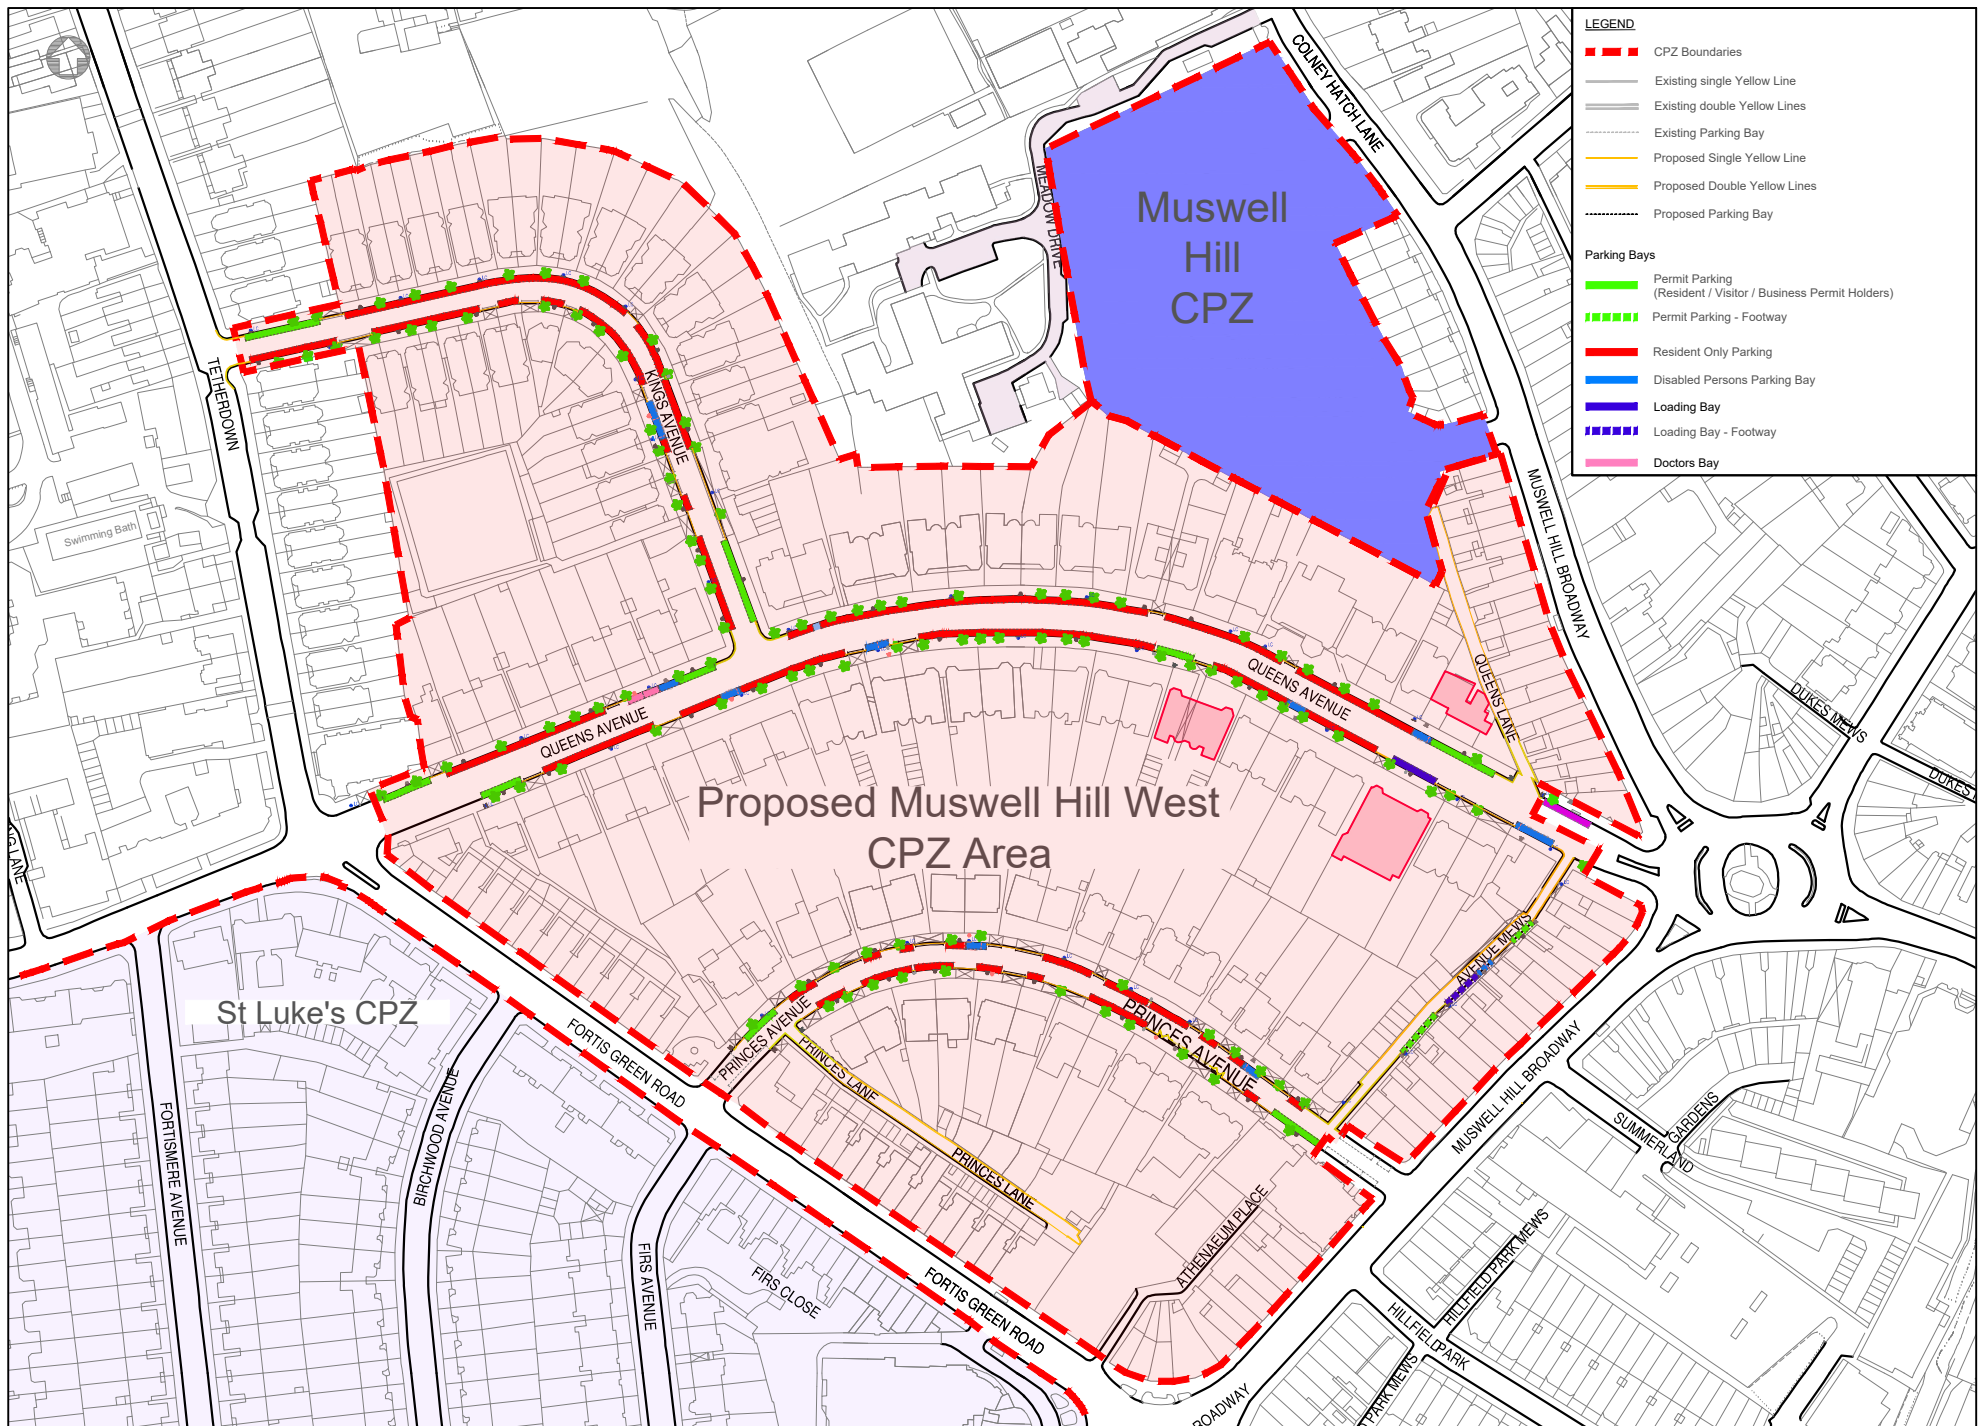 LEGEND
CPZ Boundaries
Existing single Yellow Line
Existing double Yellow Lines
Existing Parking Bay
Proposed Single Yellow Line
Proposed Double Yellow Lines
Proposed Parking Bay
Parking Bays
Permit Parking
(Resident / Visitor / Business Permit Holders)
Permit Parking - Footway
Resident Only Parking
Disabled Persons Parking Bay
Loading Bay
Loading Bay - Footway
Doctors Bay
COLNEY HATCH LANE
MEADOW DRIVE
Muswell
Hill
CPZ
TETHERDOWN
KINGS AVENUE
Swimming Bath
MUSWELL HILL BROADWAY
QUEENS AVENUE
QUEENS LANE
DUKES MEWS
DUKES
QUEENS AVENUE
Proposed Muswell Hill West
CPZ Area
NG LANE
AVENUE MEWS
St Luke's CPZ
PRINCES AVENUE
PRINCES AVENUE
FORTIS GREEN ROAD
PRINCES LANE
PRINCES LANE
MUSWELL HILL BROADWAY
SUMMERLAND
GARDENS
FORTISMERE AVENUE
BIRCHWOOD AVENUE
FIRS AVENUE
FIRS CLOSE
ATHENAEUM PLACE
FORTIS GREEN ROAD
HILLFIELD PARK MEWS
HILLFIELD PARK
PARK MEWS
ROADWAY